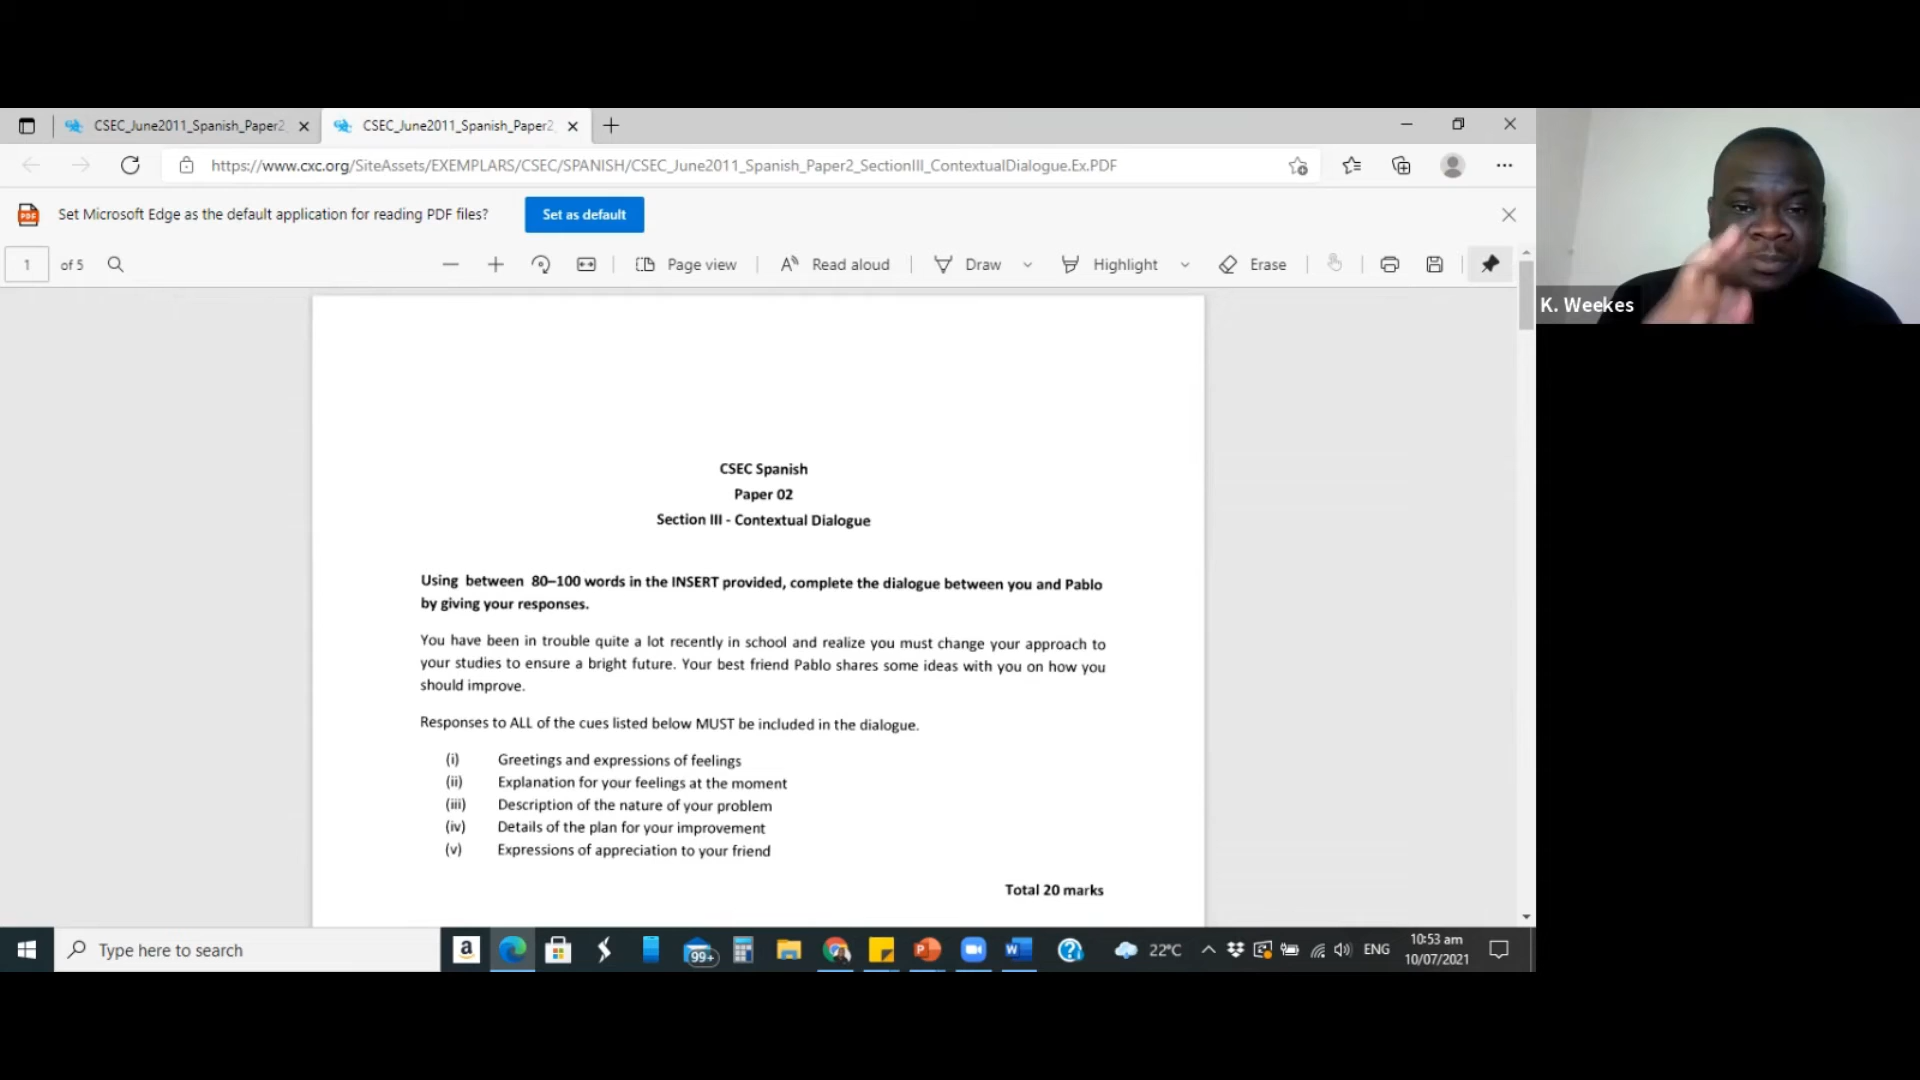 CSEC_June2011_Spanish_Paper2_
CSEC_June2011_Spanish_Paper2_
https://www.cxc.org/SiteAssets/EXEMPLARS/CSEC/SPANISH/CSEC_June2011_Spanish_Paper2_SectionIII_ContextualDialogue.Ex.PDF
Set Microsoft Edge as the default application for reading PDF files?
Set as default
1 of 5
Page view
Read aloud
Draw
Highlight
Erase
K. Weekes
CSEC Spanish
Paper 02
Section III - Contextual Dialogue
Using between 80–100 words in the INSERT provided, complete the dialogue between you and Pablo
by giving your responses.
You have been in trouble quite a lot recently in school and realize you must change your approach to
your studies to ensure a bright future. Your best friend Pablo shares some ideas with you on how you
should improve.
Responses to ALL of the cues listed below MUST be included in the dialogue.
(i) Greetings and expressions of feelings
(ii) Explanation for your feelings at the moment
(iii) Description of the nature of your problem
(iv) Details of the plan for your improvement
(v) Expressions of appreciation to your friend
Total 20 marks
Type here to search
99+
22°C
ENG
10:53 am
10/07/2021